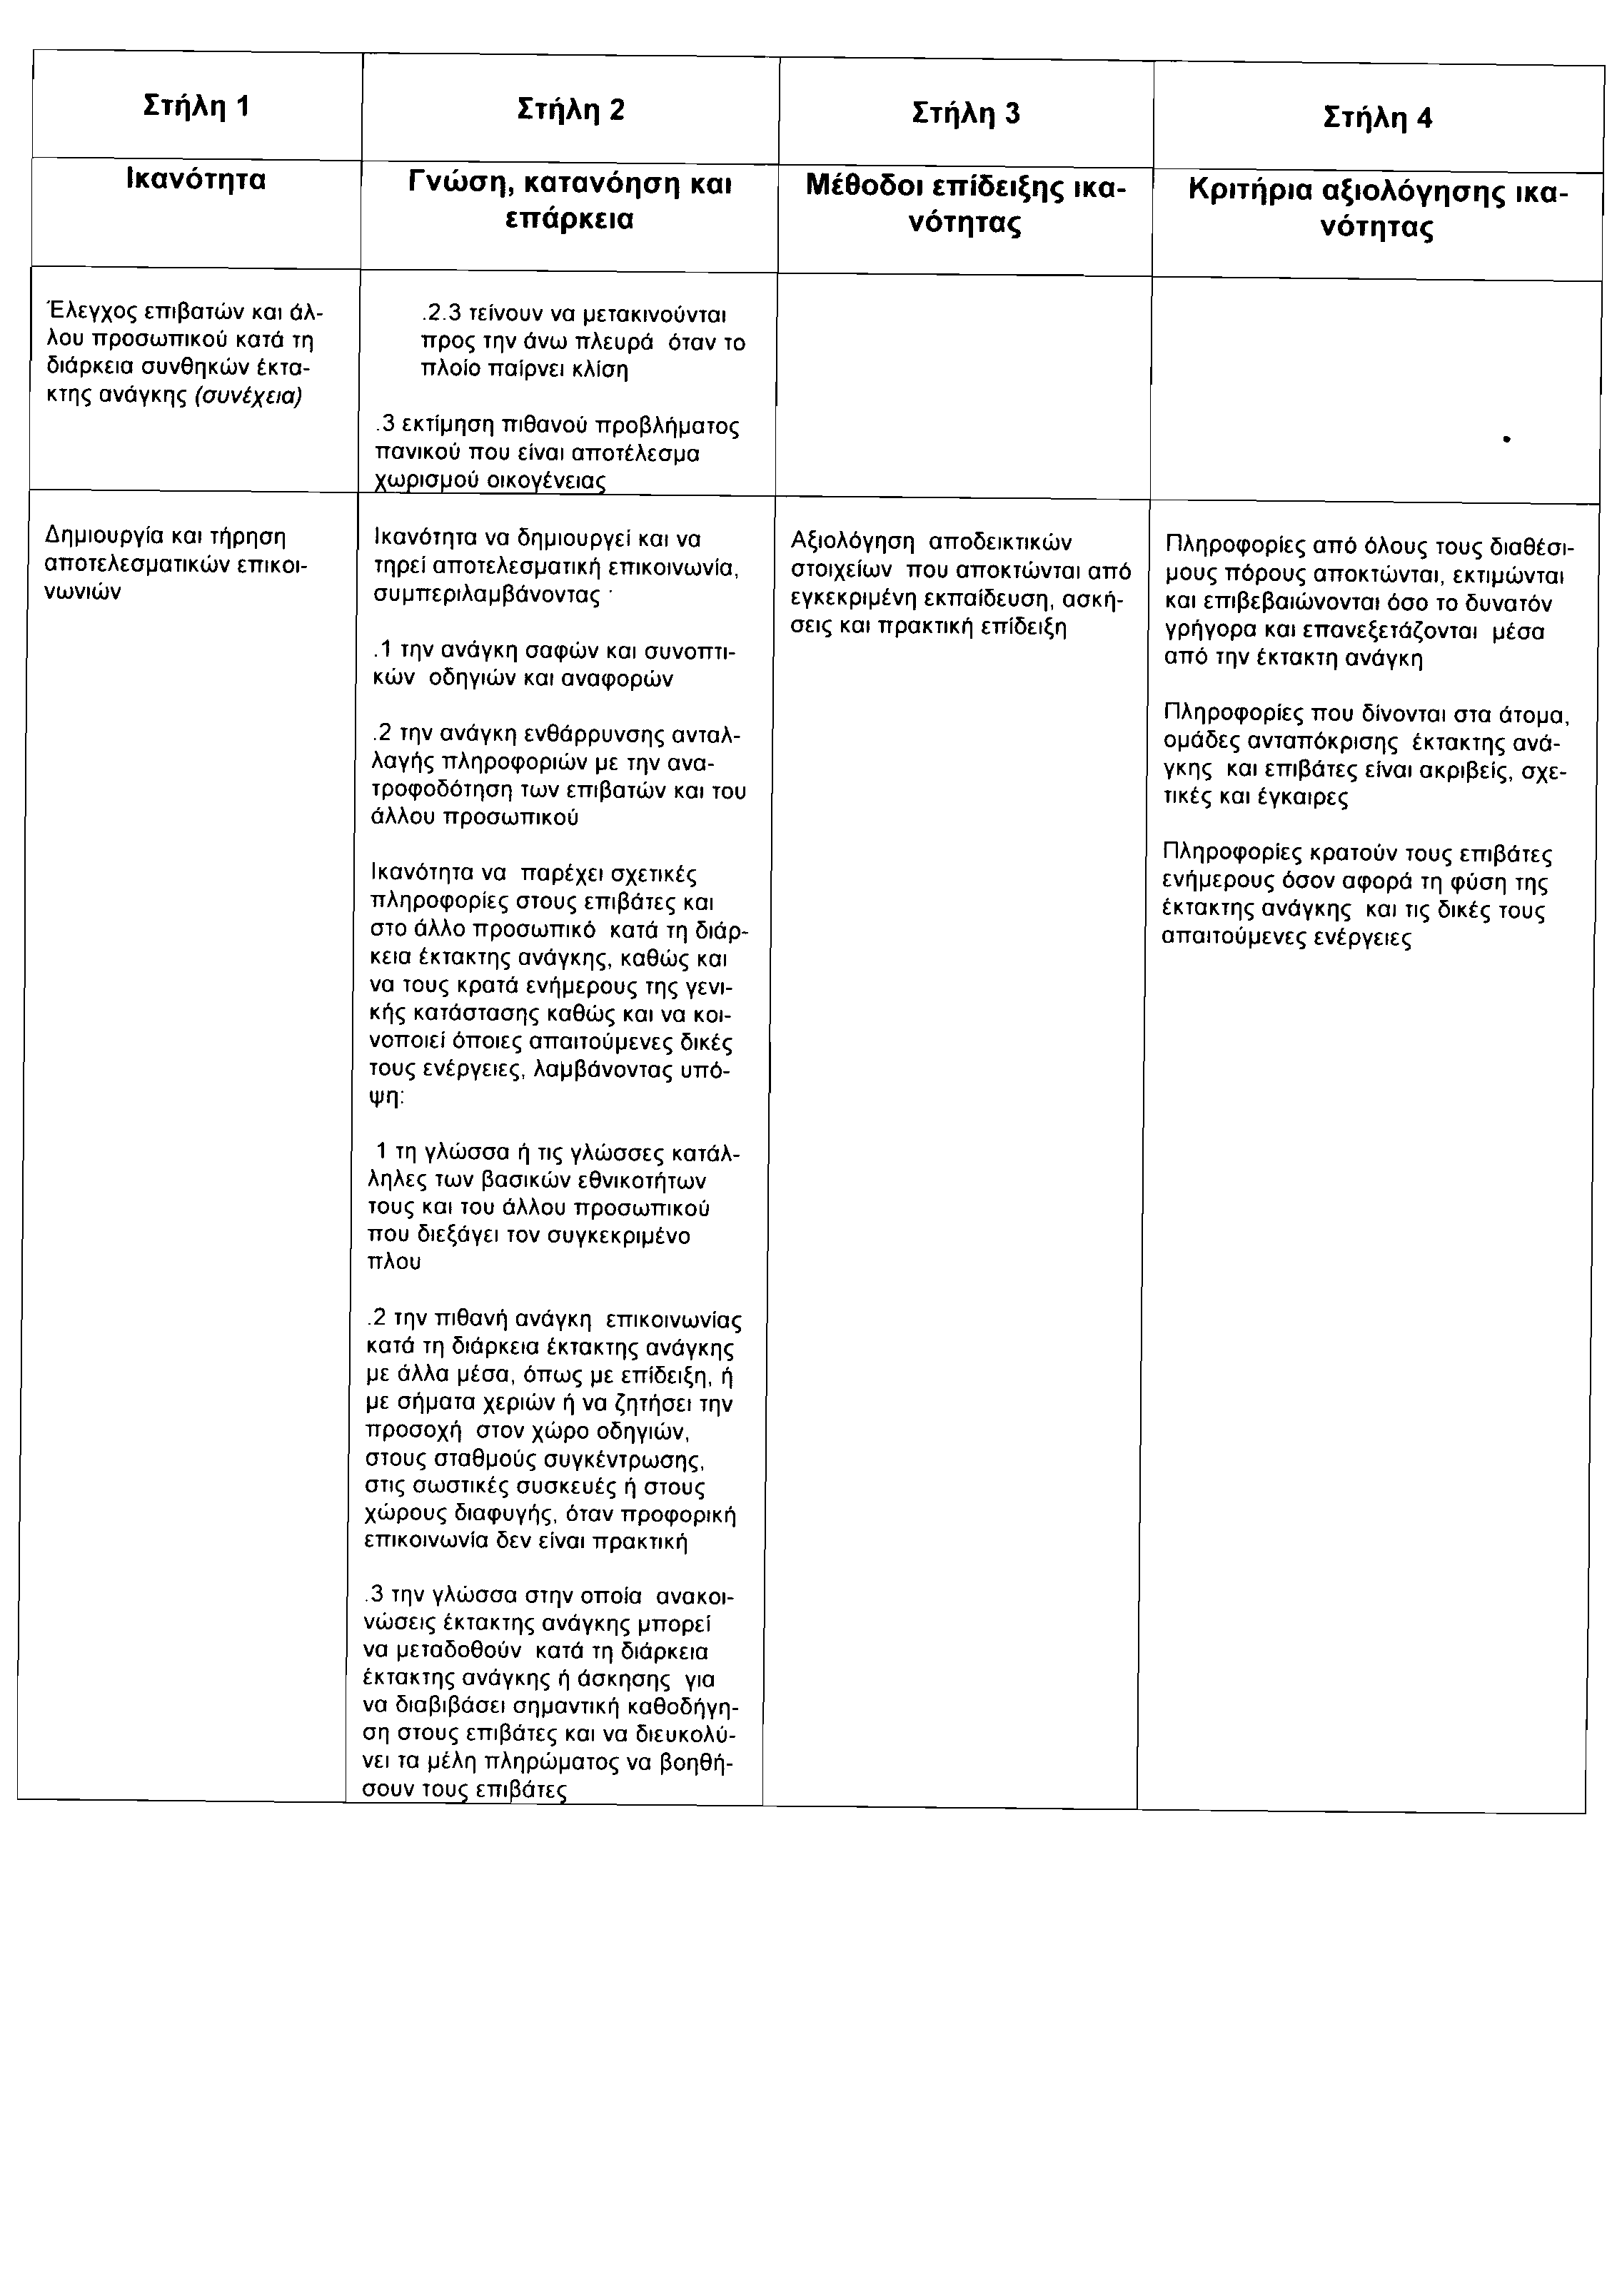 Στήλη 1
Στήλη 2
Στήλη 3
Στήλη 4
Ικανότητα
Γνώση, κατανόηση και
επάρκεια
Μέθοδοι επίδειξης ικα-
νότητας
Κριτήρια αξιολόγησης ικα-
νότητας
Έλεγχος επιβατών και άλ-
λου προσωπικού κατά τη
διάρκεια συνθηκών έκτα-
κτης ανάγκης (συνέχεια)
.2.3 τείνουν να μετακινούνται
προς την άνω πλευρά όταν το
πλοίο παίρνει κλίση
.3 εκτίμηση πιθανού προβλήματος
πανικού που είναι αποτέλεσμα
χωρισμού οικογένειας
Δημιουργία και τήρηση
αποτελεσματικών επικοι-
νωνιών
Ικανότητα να δημιουργεί και να
τηρεί αποτελεσματική επικοινωνία,
συμπεριλαμβάνοντας ·
.1 την ανάγκη σαφών και συνοπτι-
κών οδηγιών και αναφορών
.2 την ανάγκη ενθάρρυνσης ανταλ-
λαγής πληροφοριών με την ανα-
τροφοδότηση των επιβατών και του
άλλου προσωπικού
Ικανότητα να παρέχει σχετικές
πληροφορίες στους επιβάτες και
στο άλλο προσωπικό κατά τη διάρ-
κεια έκτακτης ανάγκης, καθώς και
να τους κρατά ενήμερους της γενι-
κής κατάστασης καθώς και να κοι-
νοποιεί όποιες απαιτούμενες δικές
τους ενέργειες, λαμβάνοντας υπό-
ψη:
1 τη γλώσσα ή τις γλώσσες κατάλ-
ληλες των βασικών εθνικοτήτων
τους και του άλλου προσωπικού
που διεξάγει τον συγκεκριμένο
πλου
.2 την πιθανή ανάγκη επικοινωνίας
κατά τη διάρκεια έκτακτης ανάγκης
με άλλα μέσα, όπως με επίδειξη, ή
με σήματα χεριών ή να ζητήσει την
προσοχή στον χώρο οδηγιών,
στους σταθμούς συγκέντρωσης,
στις σωστικές συσκευές ή στους
χώρους διαφυγής, όταν προφορική
επικοινωνία δεν είναι πρακτική
.3 την γλώσσα στην οποία ανακοι-
νώσεις έκτακτης ανάγκης μπορεί
να μεταδοθούν κατά τη διάρκεια
έκτακτης ανάγκης ή άσκησης για
να διαβιβάσει σημαντική καθοδήγη-
ση στους επιβάτες και να διευκολύ-
νει τα μέλη πληρώματος να βοηθή-
σουν τους επιβάτες
Αξιολόγηση αποδεικτικών
στοιχείων που αποκτώνται από
εγκεκριμένη εκπαίδευση, ασκή-
σεις και πρακτική επίδειξη
Πληροφορίες από όλους τους διαθέσι-
μους πόρους αποκτώνται, εκτιμώνται
και επιβεβαιώνονται όσο το δυνατόν
γρήγορα και επανεξετάζονται μέσα
από την έκτακτη ανάγκη
Πληροφορίες που δίνονται στα άτομα,
ομάδες ανταπόκρισης έκτακτης ανά-
γκης και επιβάτες είναι ακριβείς, σχε-
τικές και έγκαιρες
Πληροφορίες κρατούν τους επιβάτες
ενήμερους όσον αφορά τη φύση της
έκτακτης ανάγκης και τις δικές τους
απαιτούμενες ενέργειες